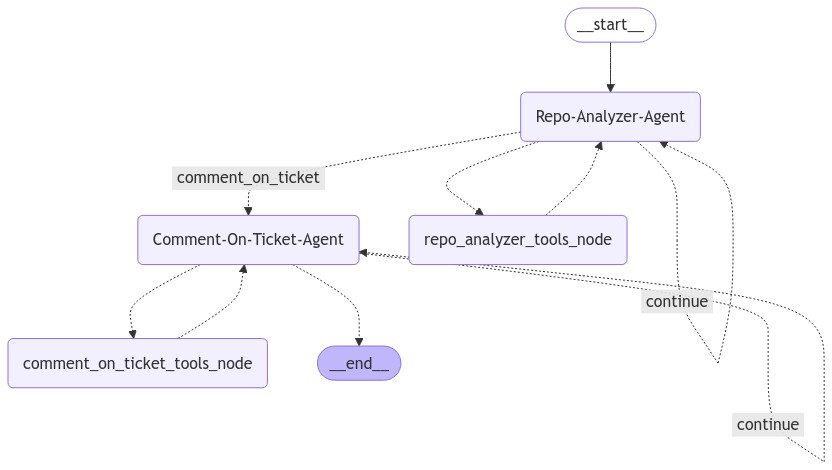 __start__
Repo-Analyzer-Agent
comment_on_ticket
Comment-On-Ticket-Agent
repo_analyzer_tools_node
continue
comment_on_ticket_tools_node
__end__
continue